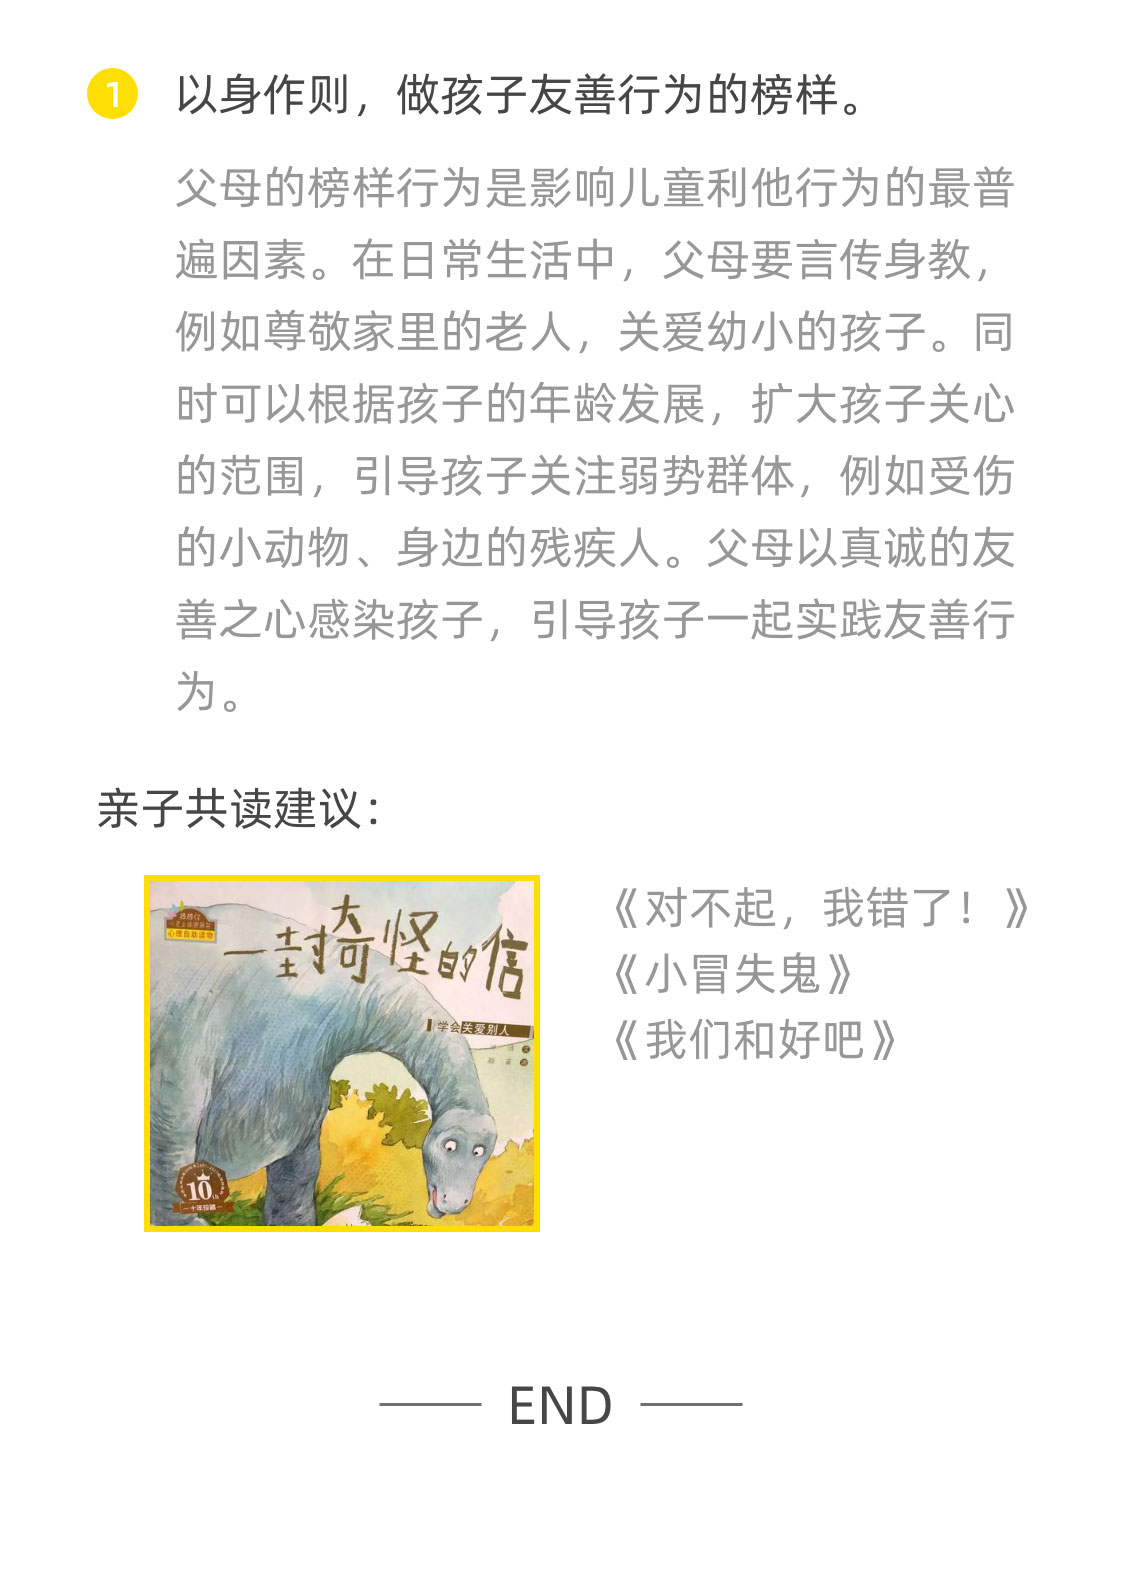 1 以身作则，做孩子友善行为的榜样。
父母的榜样行为是影响儿童利他行为的最普
遍因素。在日常生活中，父母要言传身教，
例如尊敬家里的老人，关爱幼小的孩子。同
时可以根据孩子的年龄发展，扩大孩子关心
的范围，引导孩子关注弱势群体，例如受伤
的小动物、身边的残疾人。父母以真诚的友
善之心感染孩子，引导孩子一起实践友善行
为。
亲子共读建议：
心理自助读物
一封奇怪的信
学会关爱别人
文
10
十年珍藏
《对不起，我错了！》
《小冒失鬼》
《我们和好吧》
END